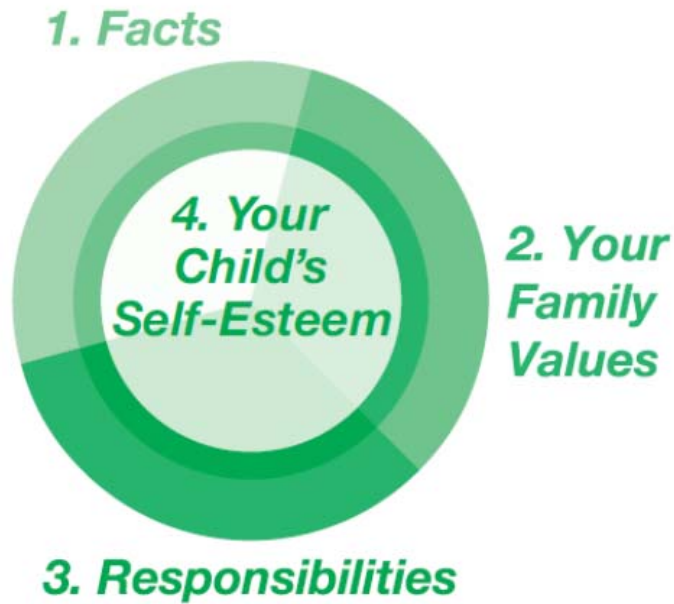 1. Facts
4. Your
Child's
Self-Esteem
2. Your
Family
Values
3. Responsibilities